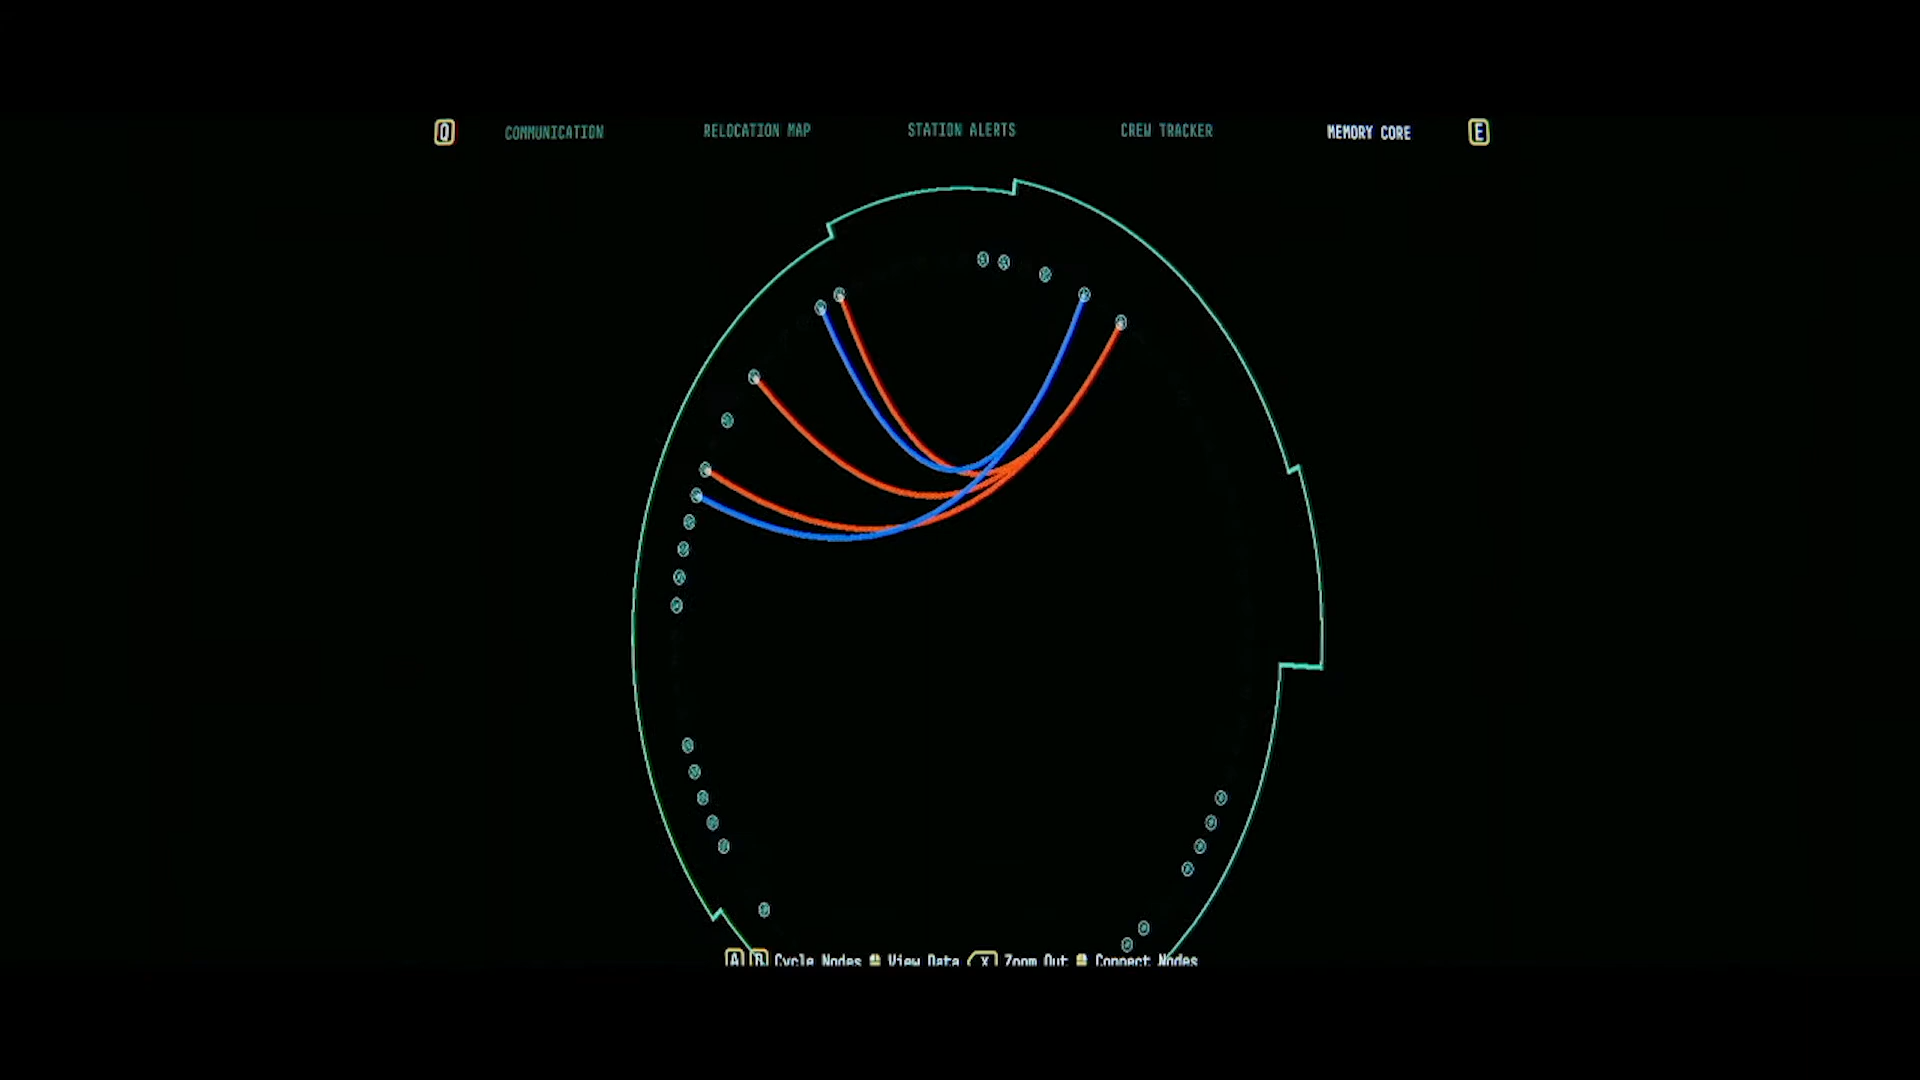 Q COMMUNICATION RELOCATION MAP STATION ALERTS CREW TRACKER MEMORY CORE E
A B Cycle Nodes View Data X Zoom Out Connect Nodes